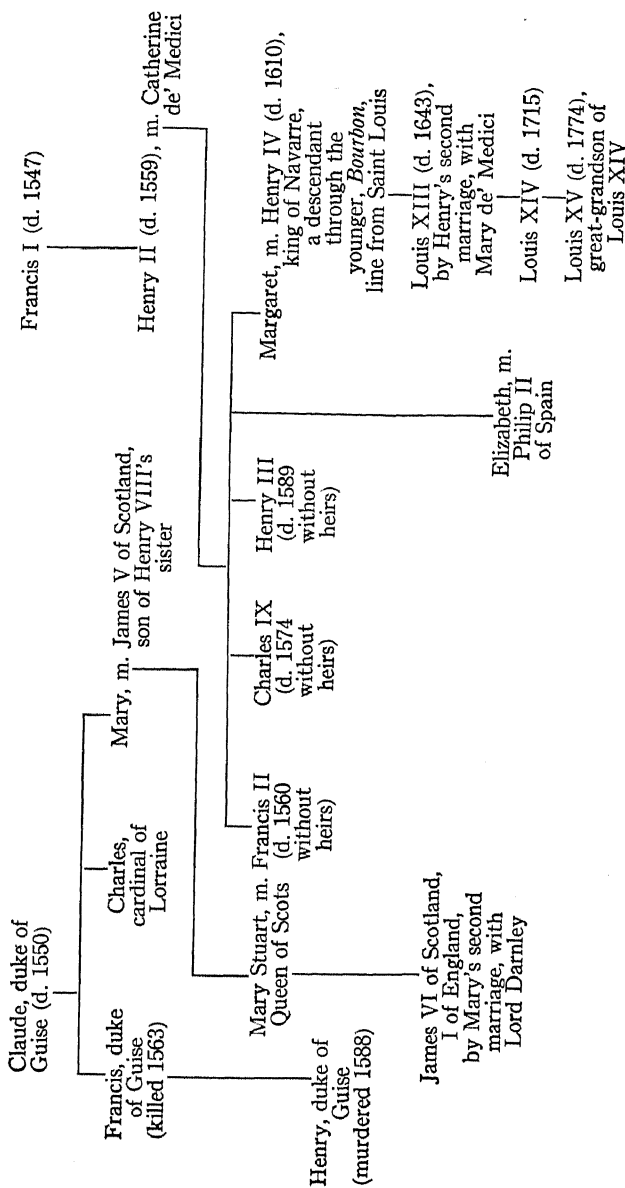 Francis I (d. 1547)
Henry II (d. 1559), m. Catherine
de' Medici
Claude, duke of
Guise (d. 1550)
Francis, duke
of Guise
(killed 1563)
Charles,
cardinal of
Lorraine
Mary, m. James V of Scotland,
son of Henry VIII's
sister
Henry, duke of
Guise
(murdered 1588)
Mary Stuart, m. Francis II
Queen of Scots
(d. 1560
without
heirs)
Charles IX
(d. 1574
without
heirs)
Henry III
(d. 1589
without
heirs)
Margaret, m. Henry IV (d. 1610),
king of Navarre,
a descendant
through the
younger, Bourbon,
line from Saint Louis
James VI of Scotland,
I of England,
by Mary's second
marriage, with
Lord Darnley
Elizabeth, m.
Philip II
of Spain
Louis XIII (d. 1643),
by Henry's second
marriage, with
Mary de' Medici
Louis XIV (d. 1715)
Louis XV (d. 1774),
great-grandson of
Louis XIV